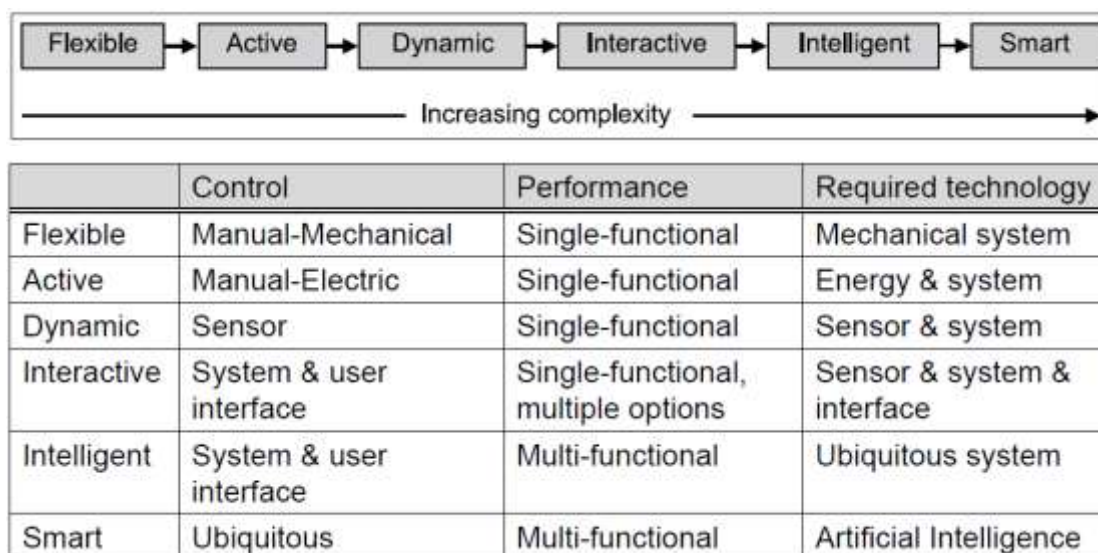 Flexible Active Dynamic Interactive Intelligent Smart
Increasing complexity
Control Performance Required technology
Flexible Manual-Mechanical Single-functional Mechanical system
Active Manual-Electric Single-functional Energy & system
Dynamic Sensor Single-functional Sensor & system
Interactive System & user Single-functional, Sensor & system &
interface multiple options interface
Intelligent System & user Multi-functional Ubiquitous system
interface
Smart Ubiquitous Multi-functional Artificial Intelligence